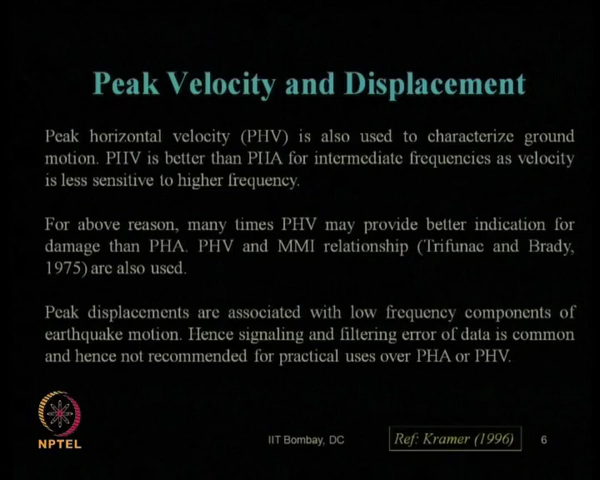 Peak Velocity and Displacement
Peak horizontal velocity (PHV) is also used to characterize ground
motion. PHV is better than PHA for intermediate frequencies as velocity
is less sensitive to higher frequency.
For above reason, many times PHV may provide better indication for
damage than PHA. PHV and MMI relationship (Trifunac and Brady,
1975) are also used.
Peak displacements are associated with low frequency components of
earthquake motion. Hence signaling and filtering error of data is common
and hence not recommended for practical uses over PHA or PHV.
NPTEL
IIT Bombay, DC
Ref: Kramer (1996)
6